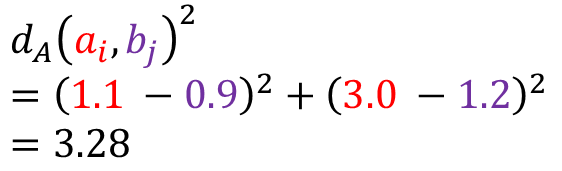 d_A(a_i, b_j)^2
= (1.1 − 0.9)² + (3.0 − 1.2)²
= 3.28